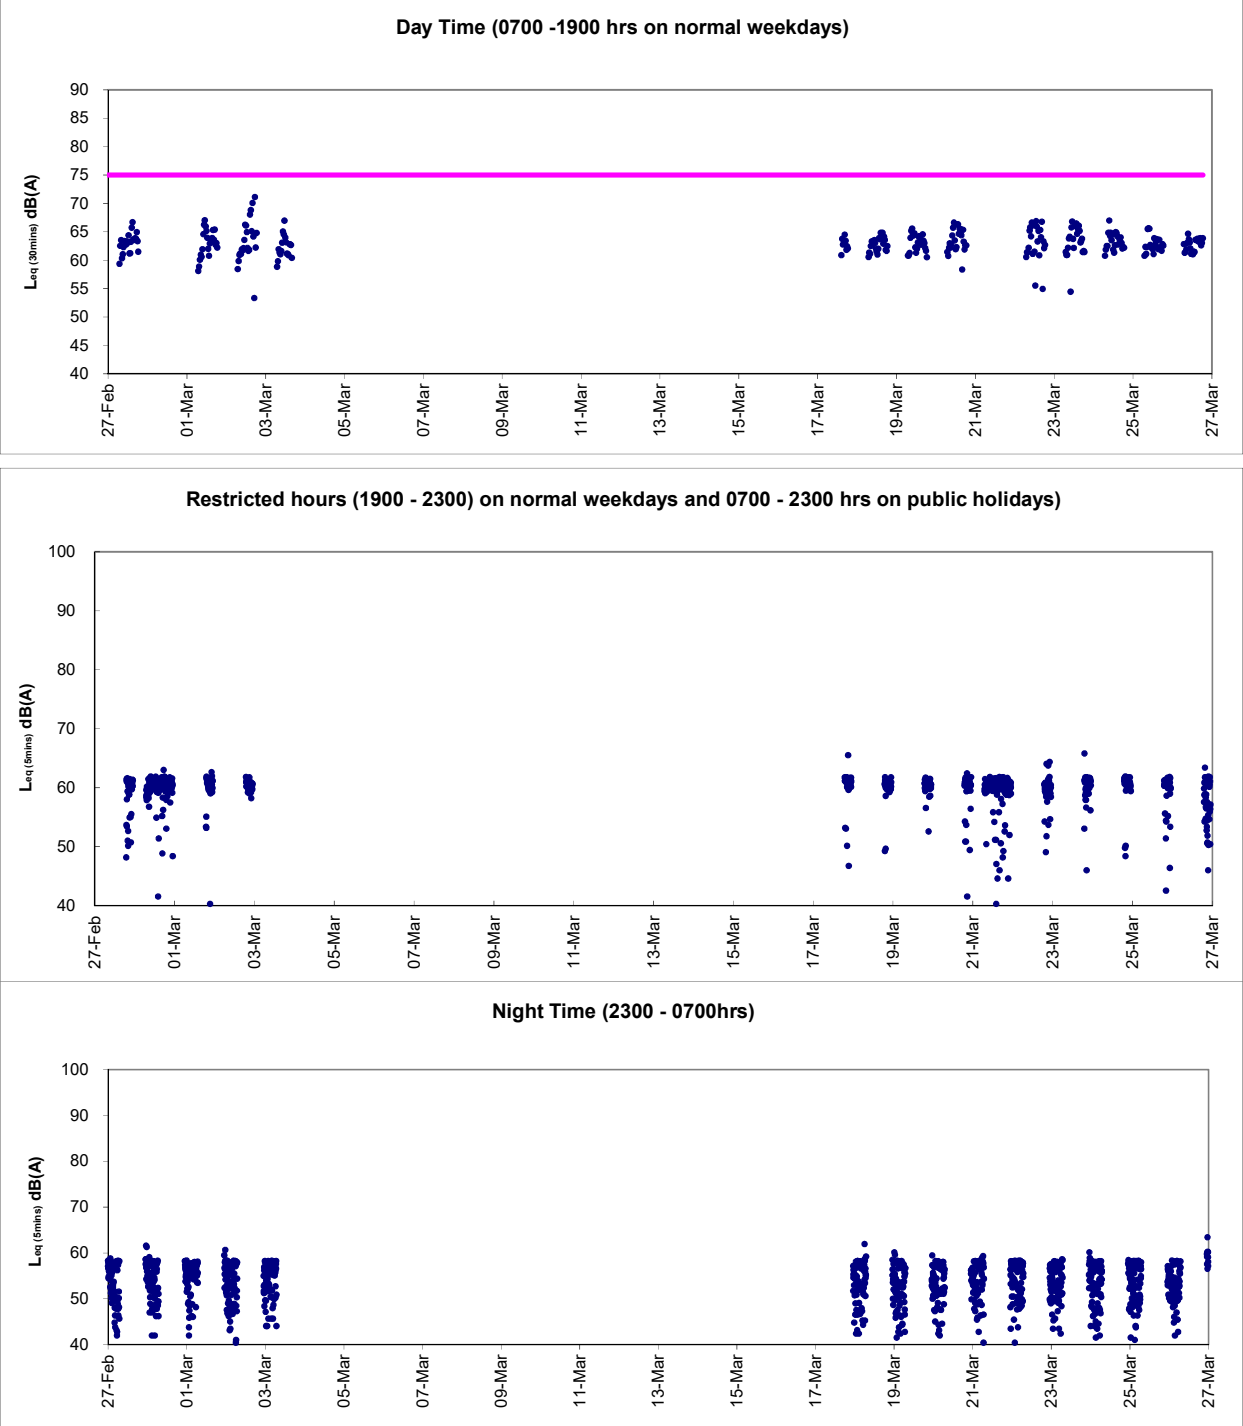 Day Time (0700 -1900 hrs on normal weekdays)
90
85
80
75
70
65
60
55
50
45
40
Leq (30mins) dB(A)
27-Feb
01-Mar
03-Mar
05-Mar
07-Mar
09-Mar
11-Mar
13-Mar
15-Mar
17-Mar
19-Mar
21-Mar
23-Mar
25-Mar
27-Mar
Restricted hours (1900 - 2300) on normal weekdays and 0700 - 2300 hrs on public holidays)
100
90
80
70
60
50
40
Leq (5mins) dB(A)
27-Feb
01-Mar
03-Mar
05-Mar
07-Mar
09-Mar
11-Mar
13-Mar
15-Mar
17-Mar
19-Mar
21-Mar
23-Mar
25-Mar
27-Mar
Night Time (2300 - 0700hrs)
100
90
80
70
60
50
40
Leq (5mins) dB(A)
27-Feb
01-Mar
03-Mar
05-Mar
07-Mar
09-Mar
11-Mar
13-Mar
15-Mar
17-Mar
19-Mar
21-Mar
23-Mar
25-Mar
27-Mar